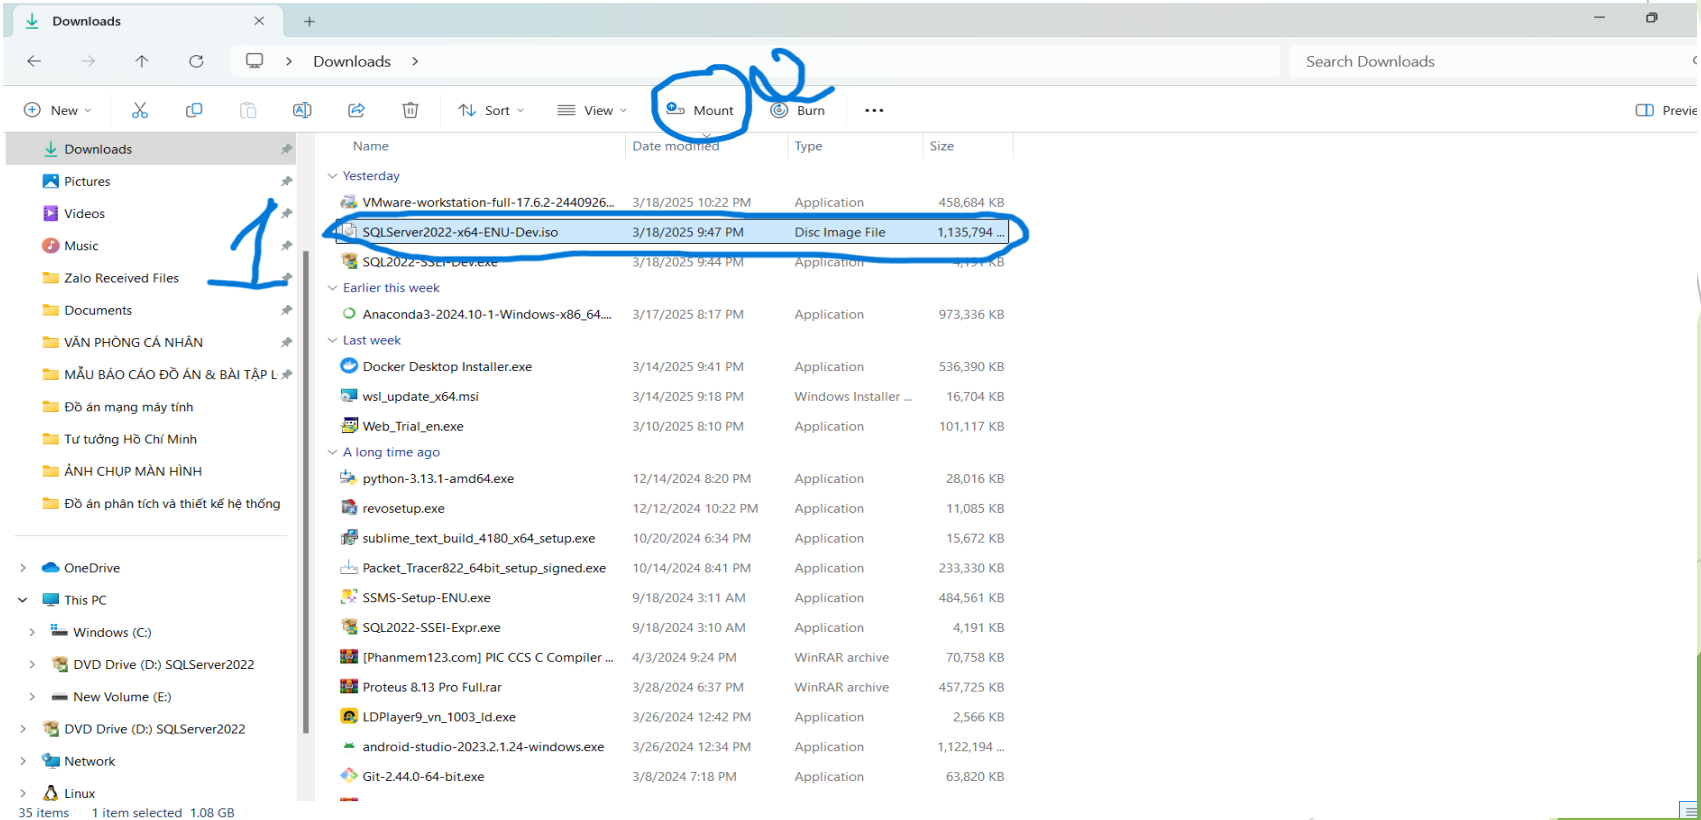 Downloads
Downloads
Search Downloads
New
Sort
View
Mount
2
Burn
Previe
Downloads
Pictures
Videos
Music
Zalo Received Files
Documents
VĂN PHÒNG CÁ NHÂN
MẪU BÁO CÁO ĐỒ ÁN & BÀI TẬP L
Đồ án mạng máy tính
Tư tưởng Hồ Chí Minh
ẢNH CHỤP MÀN HÌNH
Đồ án phân tích và thiết kế hệ thống
1
OneDrive
This PC
Windows (C:)
DVD Drive (D:) SQLServer2022
New Volume (E:)
DVD Drive (D:) SQLServer2022
Network
Linux
Name Date modified Type Size
Yesterday
VMware-workstation-full-17.6.2-2440926... 3/18/2025 10:22 PM Application 458,684 KB
SQLServer2022-x64-ENU-Dev.iso 3/18/2025 9:47 PM Disc Image File 1,135,794 ...
SQL2022-SSEI-Dev.exe 3/18/2025 9:44 PM Application 4,191 KB
Earlier this week
Anaconda3-2024.10-1-Windows-x86_64.... 3/17/2025 8:17 PM Application 973,336 KB
Last week
Docker Desktop Installer.exe 3/14/2025 9:41 PM Application 536,390 KB
wsl_update_x64.msi 3/14/2025 9:18 PM Windows Installer ... 16,704 KB
Web_Trial_en.exe 3/10/2025 8:10 PM Application 101,117 KB
A long time ago
python-3.13.1-amd64.exe 12/14/2024 8:20 PM Application 28,016 KB
revosetup.exe 12/12/2024 10:22 PM Application 11,085 KB
sublime_text_build_4180_x64_setup.exe 10/20/2024 6:34 PM Application 15,672 KB
Packet_Tracer822_64bit_setup_signed.exe 10/14/2024 8:41 PM Application 233,330 KB
SSMS-Setup-ENU.exe 9/18/2024 3:11 AM Application 484,561 KB
SQL2022-SSEI-Expr.exe 9/18/2024 3:10 AM Application 4,191 KB
[Phanmem123.com] PIC CCS C Compiler ... 4/3/2024 9:24 PM WinRAR archive 70,758 KB
Proteus 8.13 Pro Full.rar 3/28/2024 6:37 PM WinRAR archive 457,725 KB
LDPlayer9_vn_1003_ld.exe 3/26/2024 12:42 PM Application 2,566 KB
android-studio-2023.2.1.24-windows.exe 3/26/2024 12:34 PM Application 1,122,194 ...
Git-2.44.0-64-bit.exe 3/8/2024 7:18 PM Application 63,820 KB
35 items 1 item selected 1.08 GB